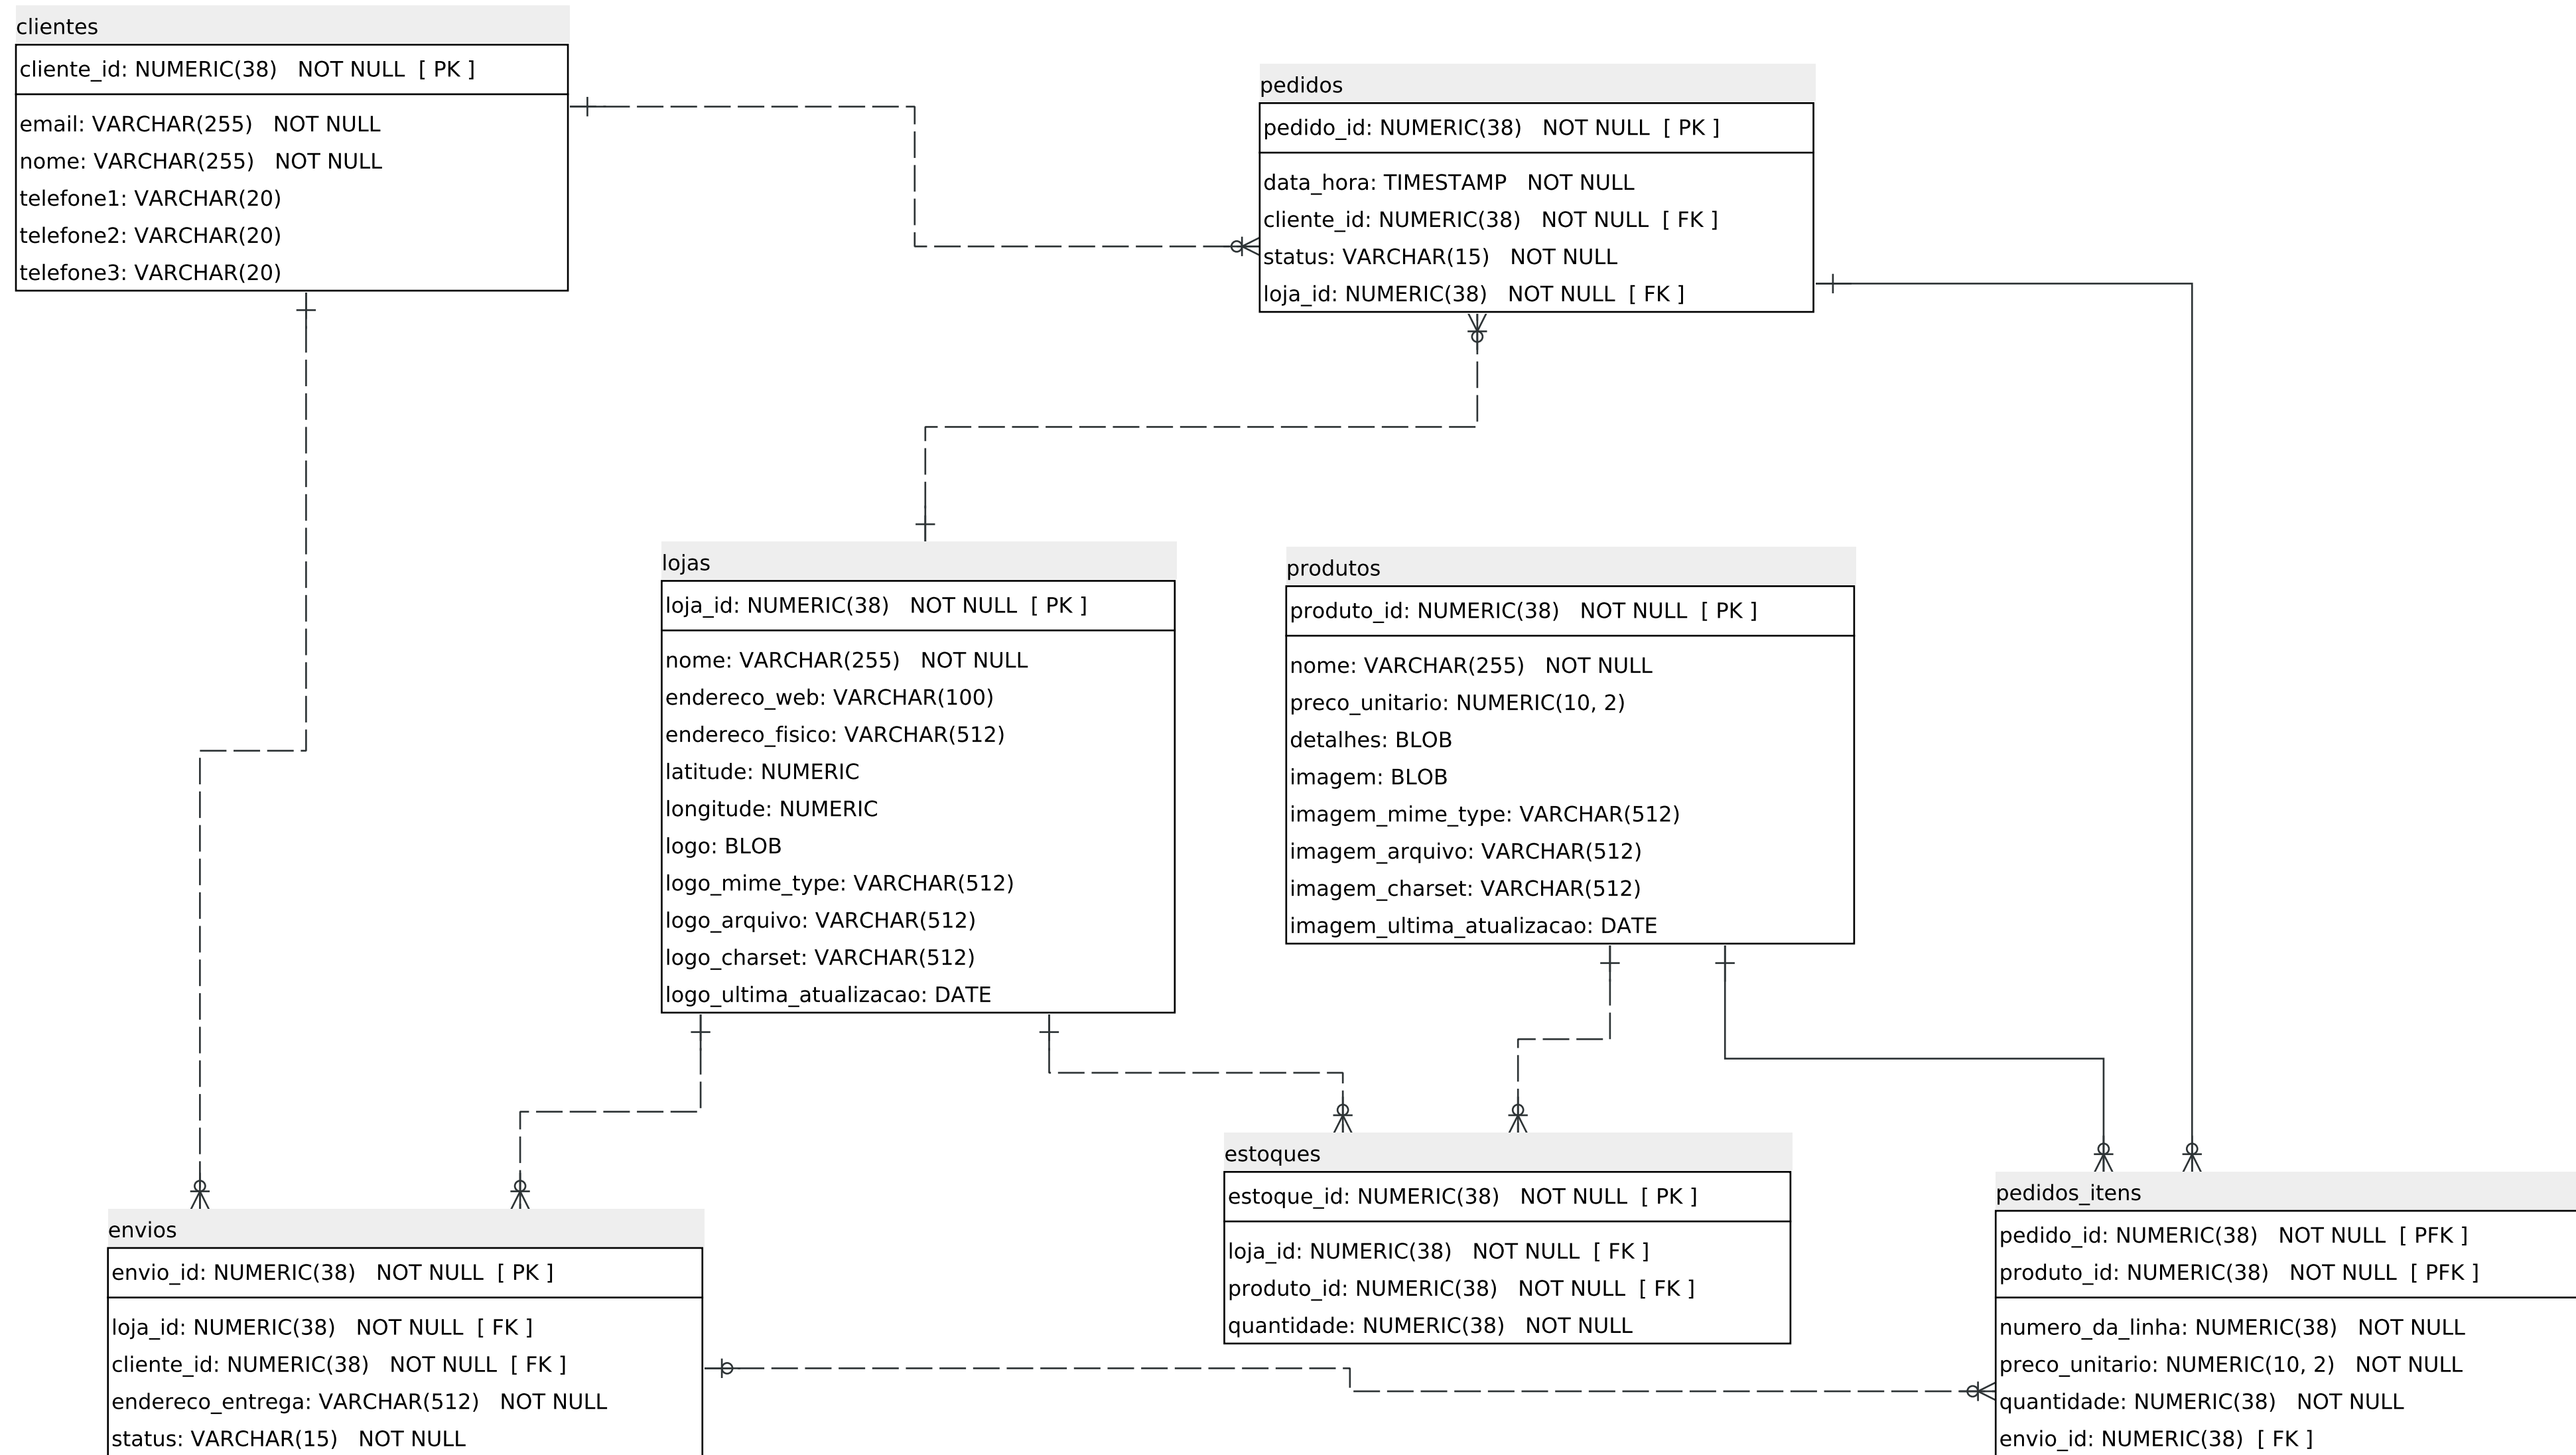 clientes
cliente_id: NUMERIC(38) NOT NULL [ PK ]
email: VARCHAR(255) NOT NULL
nome: VARCHAR(255) NOT NULL
telefone1: VARCHAR(20)
telefone2: VARCHAR(20)
telefone3: VARCHAR(20)
pedidos
pedido_id: NUMERIC(38) NOT NULL [ PK ]
data_hora: TIMESTAMP NOT NULL
cliente_id: NUMERIC(38) NOT NULL [ FK ]
status: VARCHAR(15) NOT NULL
loja_id: NUMERIC(38) NOT NULL [ FK ]
lojas
loja_id: NUMERIC(38) NOT NULL [ PK ]
nome: VARCHAR(255) NOT NULL
endereco_web: VARCHAR(100)
endereco_fisico: VARCHAR(512)
latitude: NUMERIC
longitude: NUMERIC
logo: BLOB
logo_mime_type: VARCHAR(512)
logo_arquivo: VARCHAR(512)
logo_charset: VARCHAR(512)
logo_ultima_atualizacao: DATE
produtos
produto_id: NUMERIC(38) NOT NULL [ PK ]
nome: VARCHAR(255) NOT NULL
preco_unitario: NUMERIC(10, 2)
detalhes: BLOB
imagem: BLOB
imagem_mime_type: VARCHAR(512)
imagem_arquivo: VARCHAR(512)
imagem_charset: VARCHAR(512)
imagem_ultima_atualizacao: DATE
envios
envio_id: NUMERIC(38) NOT NULL [ PK ]
loja_id: NUMERIC(38) NOT NULL [ FK ]
cliente_id: NUMERIC(38) NOT NULL [ FK ]
endereco_entrega: VARCHAR(512) NOT NULL
status: VARCHAR(15) NOT NULL
estoques
estoque_id: NUMERIC(38) NOT NULL [ PK ]
loja_id: NUMERIC(38) NOT NULL [ FK ]
produto_id: NUMERIC(38) NOT NULL [ FK ]
quantidade: NUMERIC(38) NOT NULL
pedidos_itens
pedido_id: NUMERIC(38) NOT NULL [ PFK ]
produto_id: NUMERIC(38) NOT NULL [ PFK ]
numero_da_linha: NUMERIC(38) NOT NULL
preco_unitario: NUMERIC(10, 2) NOT NULL
quantidade: NUMERIC(38) NOT NULL
envio_id: NUMERIC(38) [ FK ]